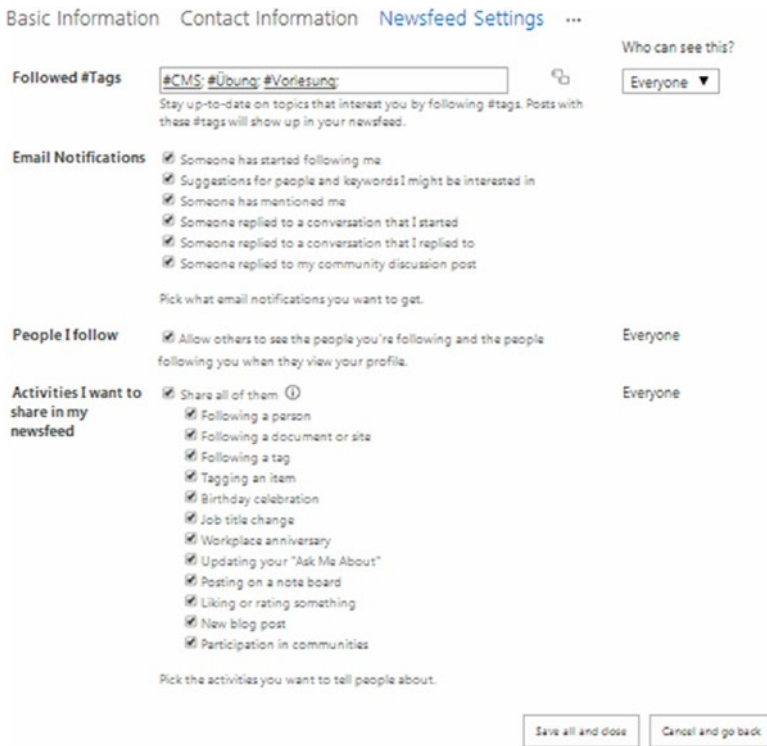 Basic Information Contact Information Newsfeed Settings ...
Who can see this?
Followed #Tags
#CMS; #Übung; #Vorlesung;
Everyone ▼
Stay up-to-date on topics that interest you by following #tags. Posts with
these #tags will show up in your newsfeed.
Email Notifications
Someone has started following me
Suggestions for people and keywords I might be interested in
Someone has mentioned me
Someone replied to a conversation that I started
Someone replied to a conversation that I replied to
Someone replied to my community discussion post
Pick what email notifications you want to get.
People I follow
Allow others to see the people you're following and the people
following you when they view your profile.
Everyone
Activities I want to
share in my
newsfeed
Share all of them
Everyone
Following a person
Following a document or site
Following a tag
Tagging an item
Birthday celebration
Job title change
Workplace anniversary
Updating your "Ask Me About"
Posting on a note board
Liking or rating something
New blog post
Participation in communities
Pick the activities you want to tell people about.
Save all and close
Cancel and go back